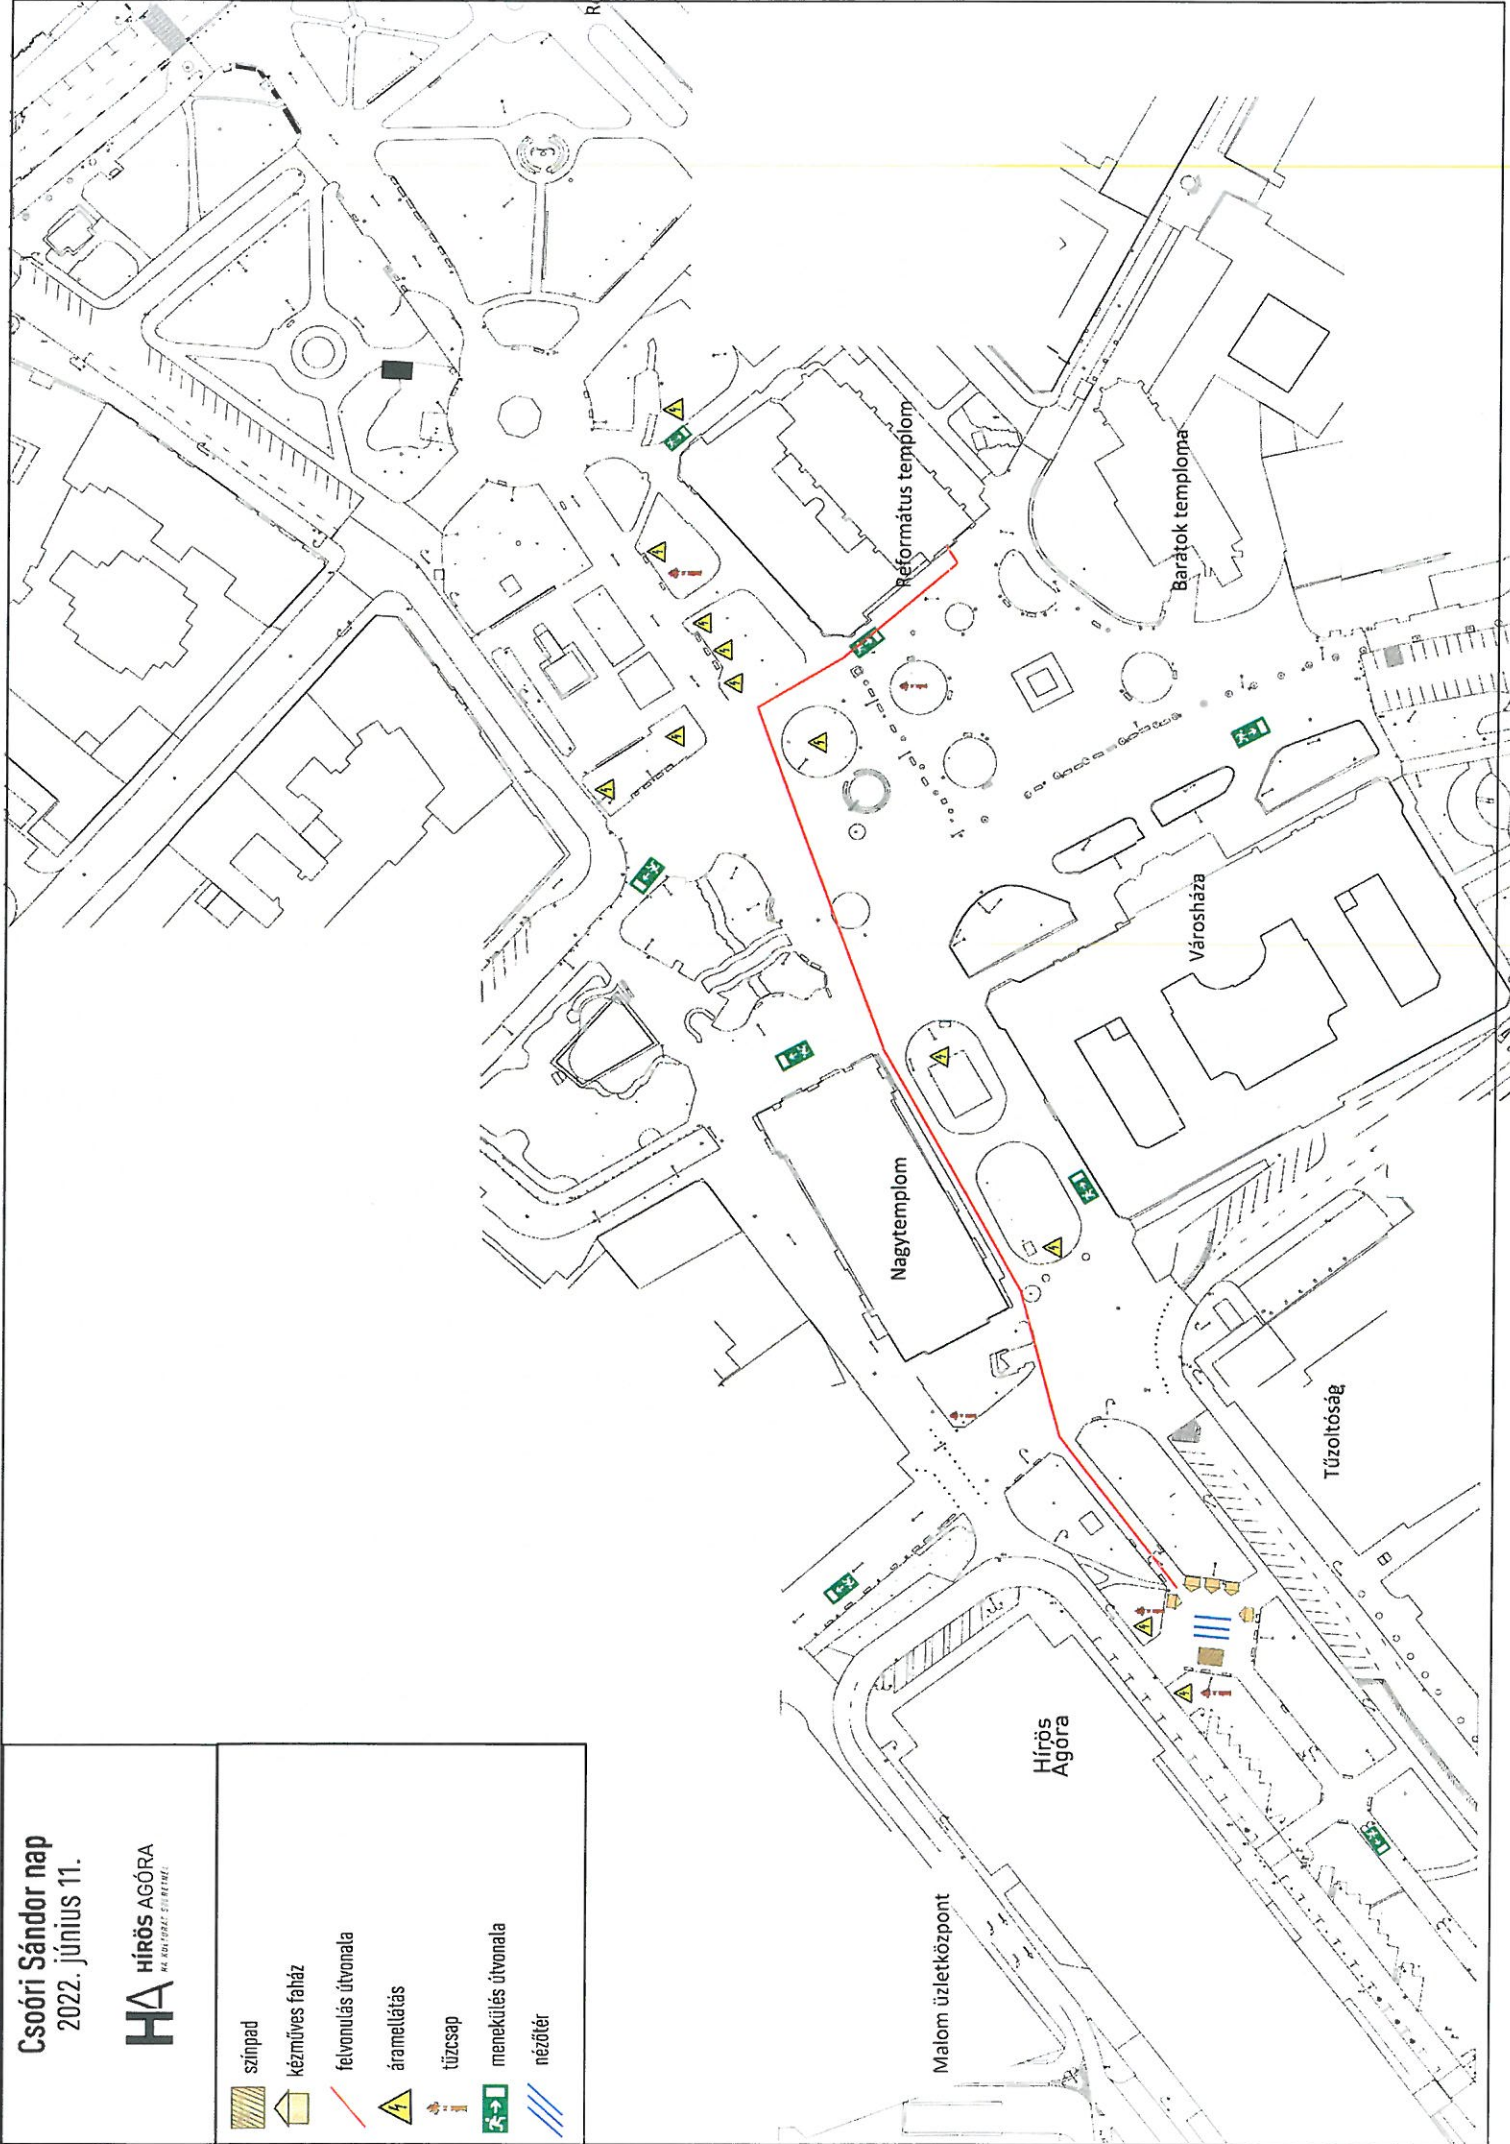 Csoóri Sándor nap
2022. június 11.
HA HÍRÖS AGÓRA
színpad
kézműves faház
felvonulás útvonala
áramellátás
tűzcsap
menekülés útvonala
nézőtér
Malom üzletközpont
Hírös
Agóra
Tűzoltóság
Nagytemplom
Városháza
Református templom
Barátok temploma